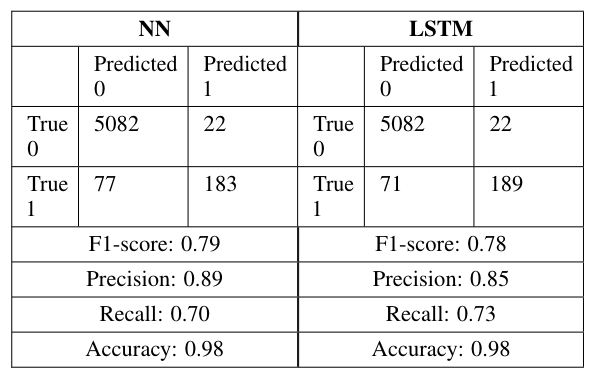 NN LSTM
Predicted 0 Predicted 1 Predicted 0 Predicted 1
True 0 5082 22 True 0 5082 22
True 1 77 183 True 1 71 189
F1-score: 0.79 F1-score: 0.78
Precision: 0.89 Precision: 0.85
Recall: 0.70 Recall: 0.73
Accuracy: 0.98 Accuracy: 0.98